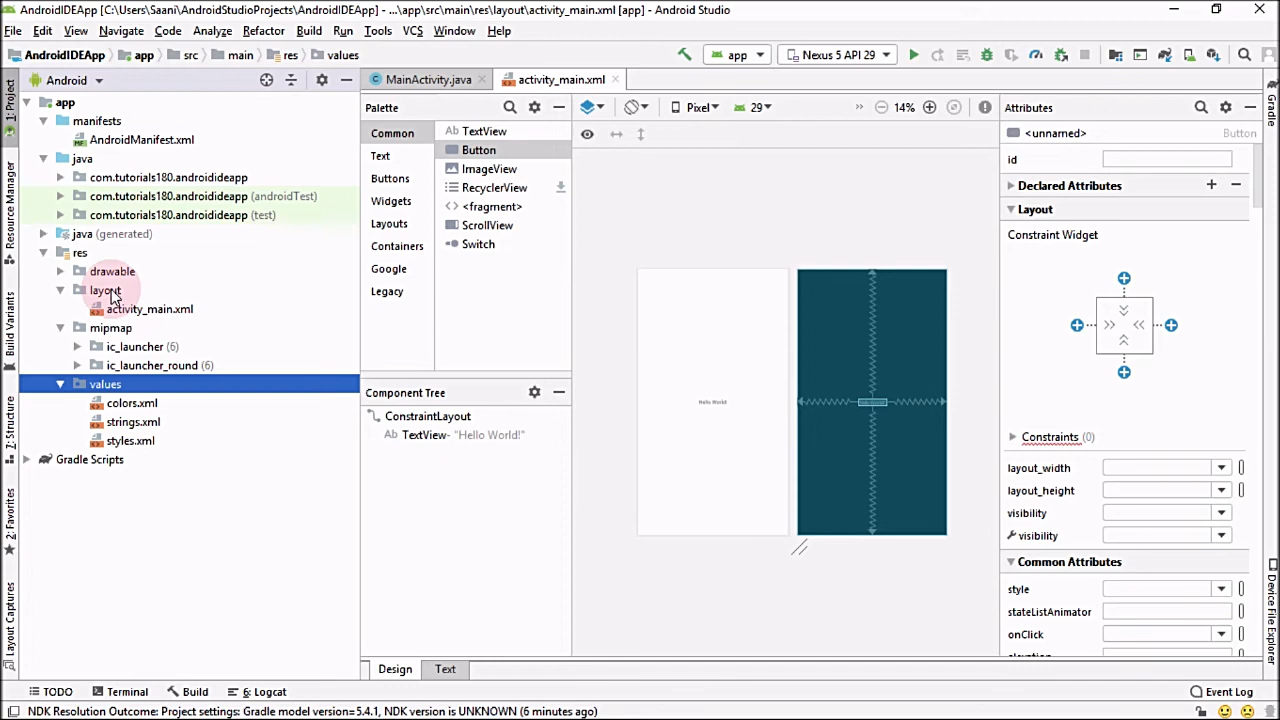 AndroidIDEApp [C:\Users\Saani\AndroidStudioProjects\AndroidIDEApp] - ...\app\src\main\res\layout\activity_main.xml [app] - Android Studio
File Edit View Navigate Code Analyze Refactor Build Run Tools VCS Window Help
AndroidIDEApp app src main res values app Nexus 5 API 29
Android
MainActivity.java activity_main.xml
1: Project
Resource Manager
Build Variants
Z: Structure
2: Favorites
Layout Captures
app
manifests
AndroidManifest.xml
java
com.tutorials180.androidideapp
com.tutorials180.androidideapp (androidTest)
com.tutorials180.androidideapp (test)
java (generated)
res
drawable
layout
activity_main.xml
mipmap
ic_launcher (6)
ic_launcher_round (6)
values
colors.xml
strings.xml
styles.xml
Gradle Scripts
Palette
Common
Text
Buttons
Widgets
Layouts
Containers
Google
Legacy
Ab TextView
Button
ImageView
RecyclerView
<fragment>
ScrollView
Switch
Component Tree
ConstraintLayout
Ab TextView- "Hello World!"
Pixel 29 14%
Hello World!
Design Text
Attributes
<unnamed> Button
id
Declared Attributes
Layout
Constraint Widget
Constraints (0)
layout_width
layout_height
visibility
visibility
Common Attributes
style
stateListAnimator
onClick
elevation
Gradle
Device File Explorer
TODO Terminal Build 6: Logcat Event Log
NDK Resolution Outcome: Project settings: Gradle model version=5.4.1, NDK version is UNKNOWN (6 minutes ago)